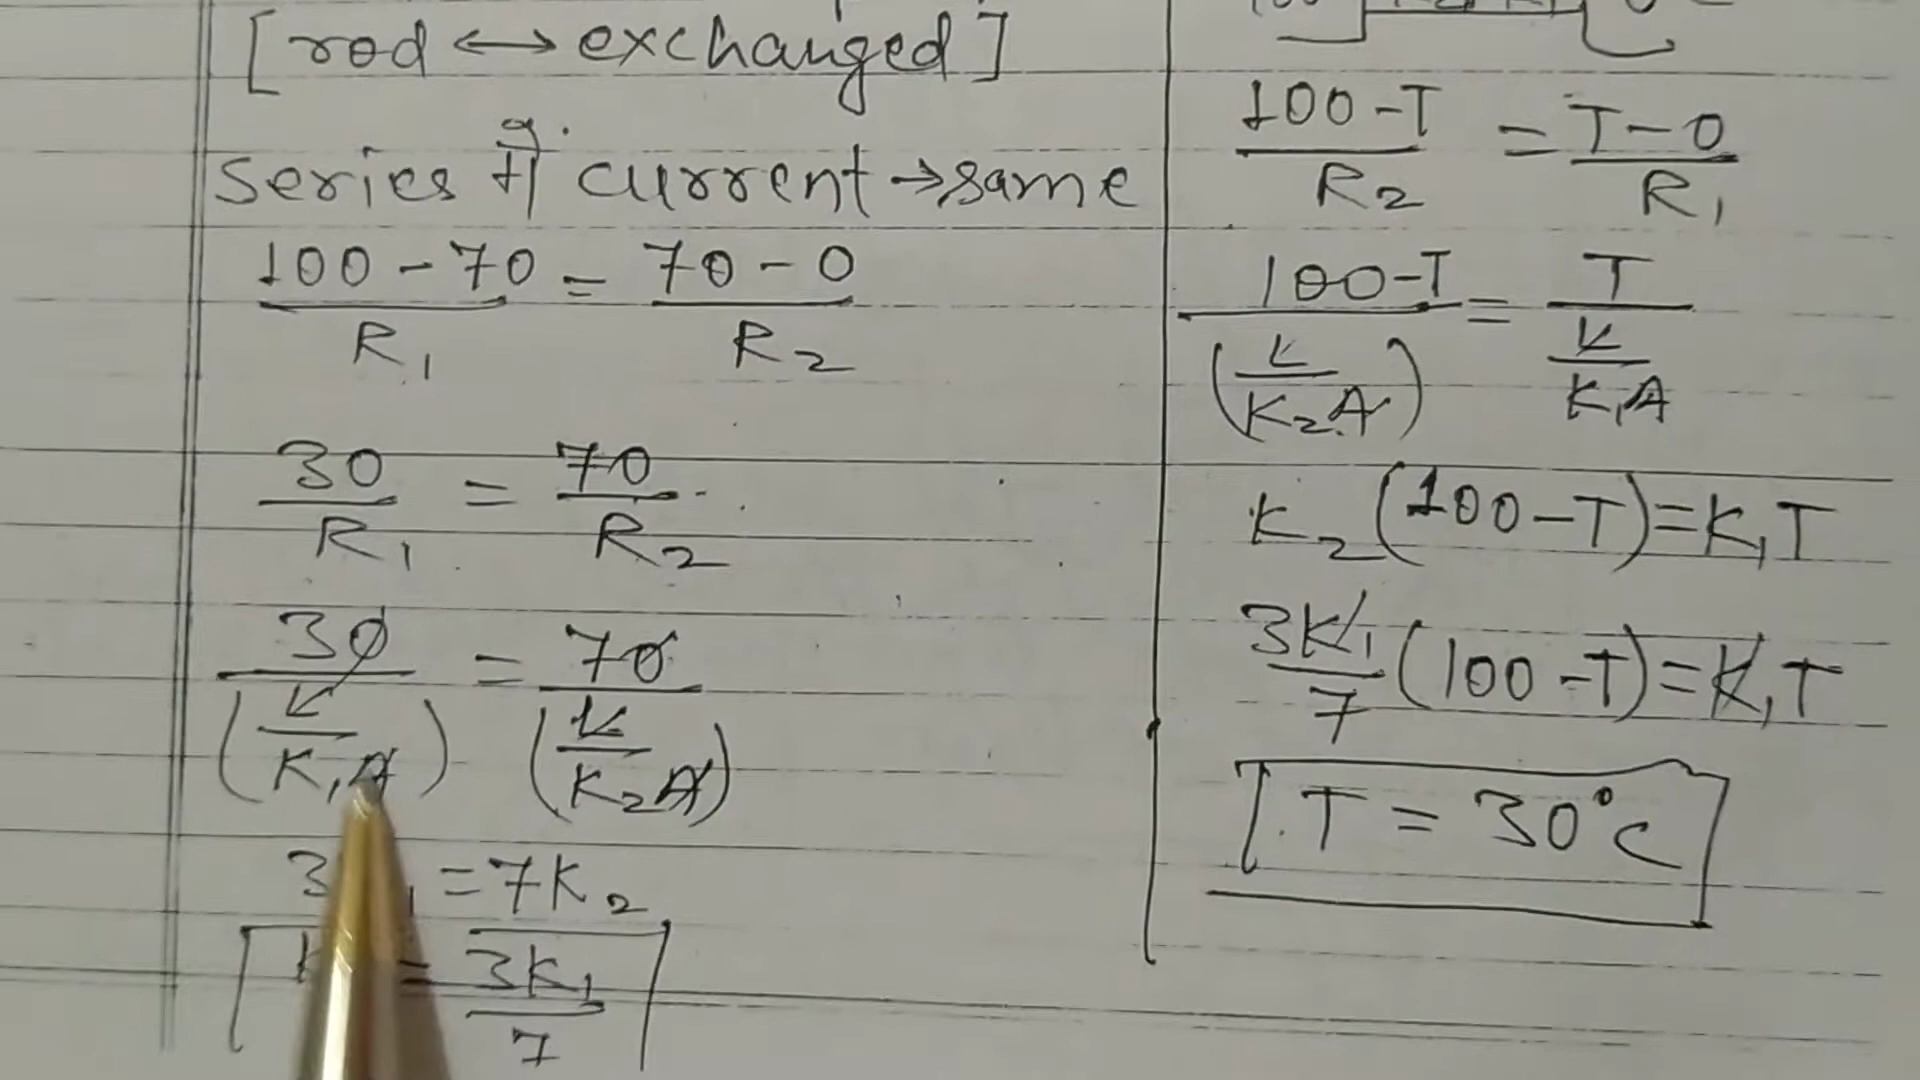 [rod ↔ exchanged]
Series → current → same
100 - 70 / R1 = 70 - 0 / R2
30 / R1 = 70 / R2
30 / (L / K1A) = 70 / (L / K2A)
= 7K2
= 3K1 / 7
100 - T / R2 = T - 0 / R1
100 - T / (L / K2A) = T / (L / K1A)
K2(100 - T) = K1T
3K1 / 7 (100 - T) = K1T
T = 30°C